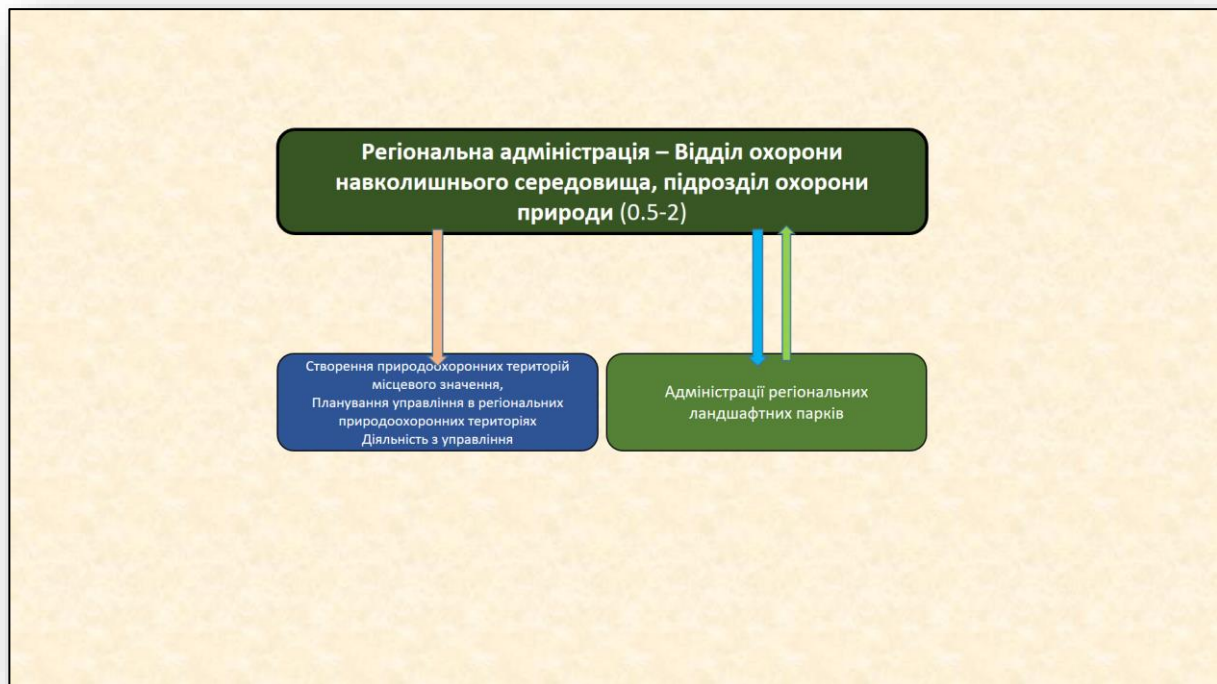 Регіональна адміністрація – Відділ охорони
навколишнього середовища, підрозділ охорони
природи (0.5-2)
Створення природоохоронних територій
місцевого значення,
Планування управління в регіональних
природоохоронних територіях
Діяльність з управління
Адміністрації регіональних
ландшафтних парків